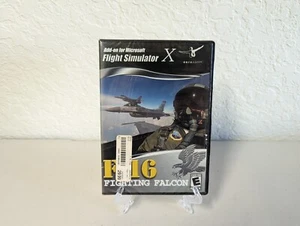 Add-on for Microsoft
Flight Simulator X
F-16
FIGHTING FALCON
E